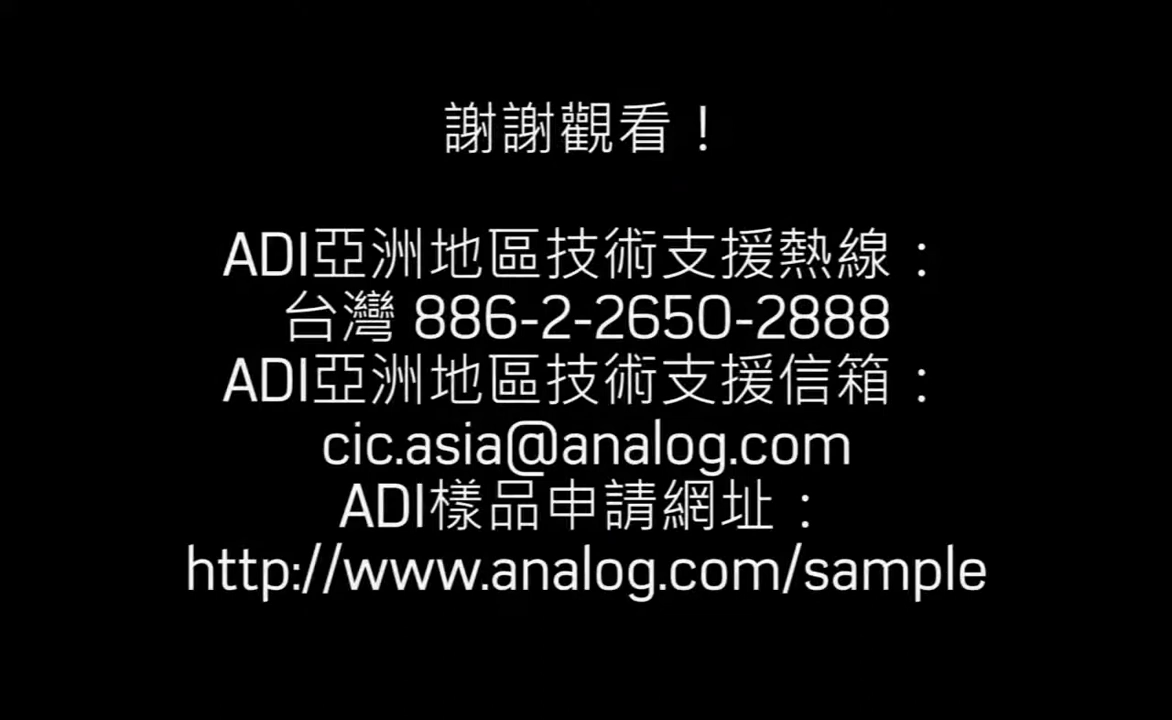 謝謝觀看！
ADI亞洲地區技術支援熱線：
台灣 886-2-2650-2888
ADI亞洲地區技術支援信箱：
cic.asia@analog.com
ADI樣品申請網址：
http://www.analog.com/sample